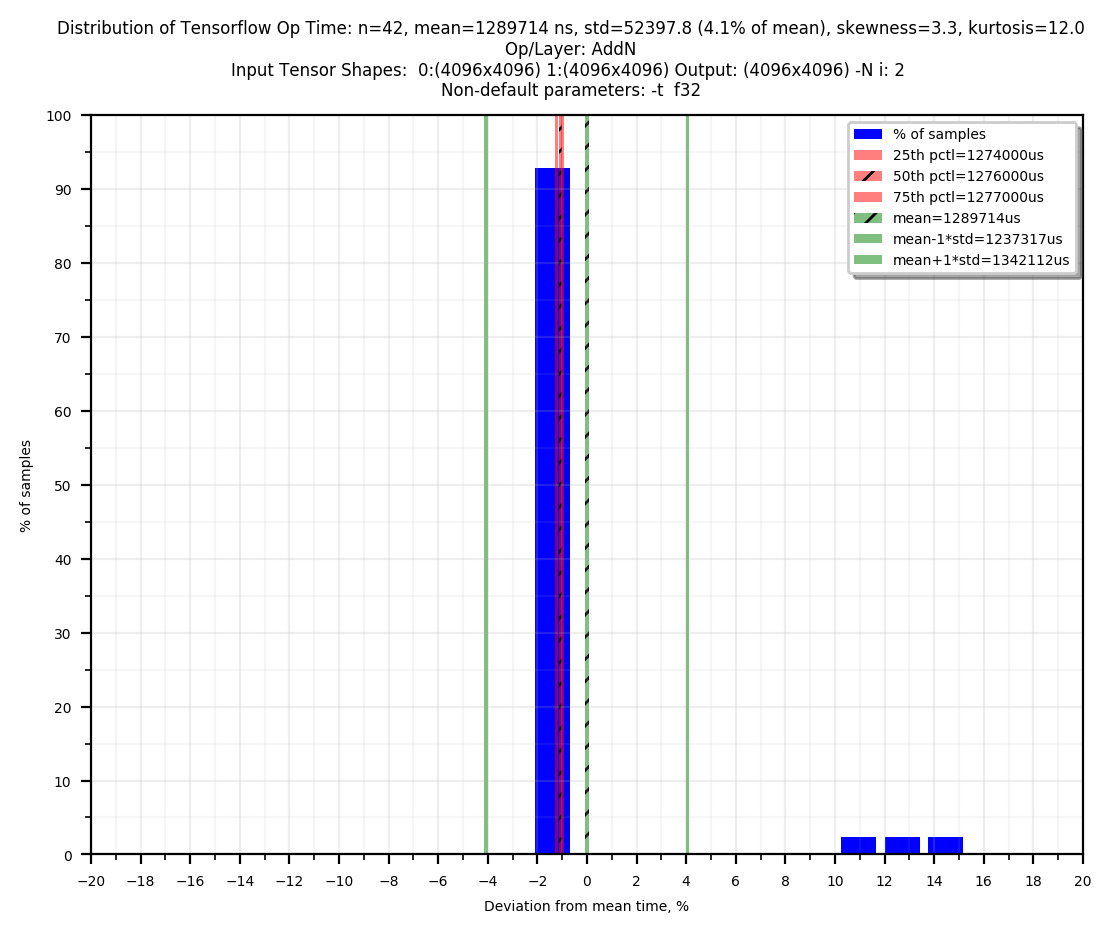 Distribution of Tensorflow Op Time: n=42, mean=1289714 ns, std=52397.8 (4.1% of mean), skewness=3.3, kurtosis=12.0
Op/Layer: AddN
Input Tensor Shapes:  0:(4096x4096) 1:(4096x4096) Output: (4096x4096) -N i: 2
Non-default parameters: -t  f32
% of samples
25th pctl=1274000us
50th pctl=1276000us
75th pctl=1277000us
mean=1289714us
mean-1*std=1237317us
mean+1*std=1342112us
100
90
80
70
60
50
40
30
20
10
0
% of samples
−20 −18 −16 −14 −12 −10 −8 −6 −4 −2 0 2 4 6 8 10 12 14 16 18 20
Deviation from mean time, %